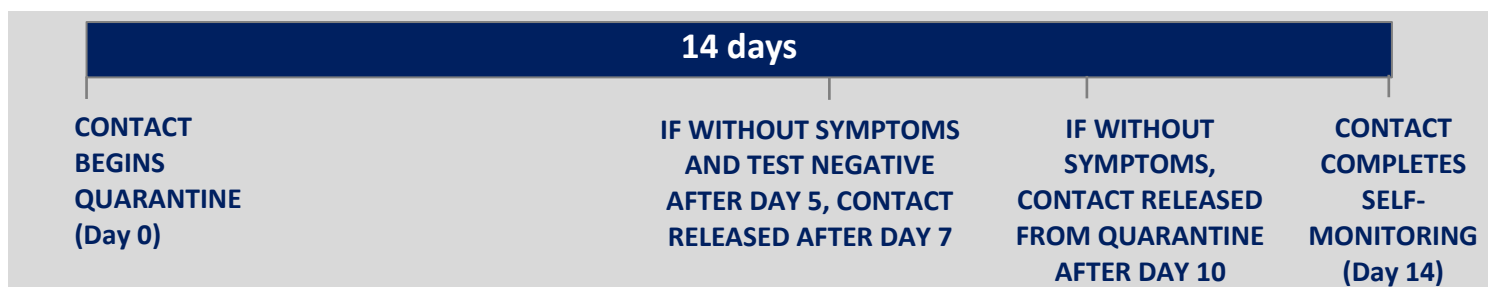 14 days
CONTACT
BEGINS
QUARANTINE
(Day 0)
IF WITHOUT SYMPTOMS
AND TEST NEGATIVE
AFTER DAY 5, CONTACT
RELEASED AFTER DAY 7
IF WITHOUT
SYMPTOMS,
CONTACT RELEASED
FROM QUARANTINE
AFTER DAY 10
CONTACT
COMPLETES
SELF-
MONITORING
(Day 14)